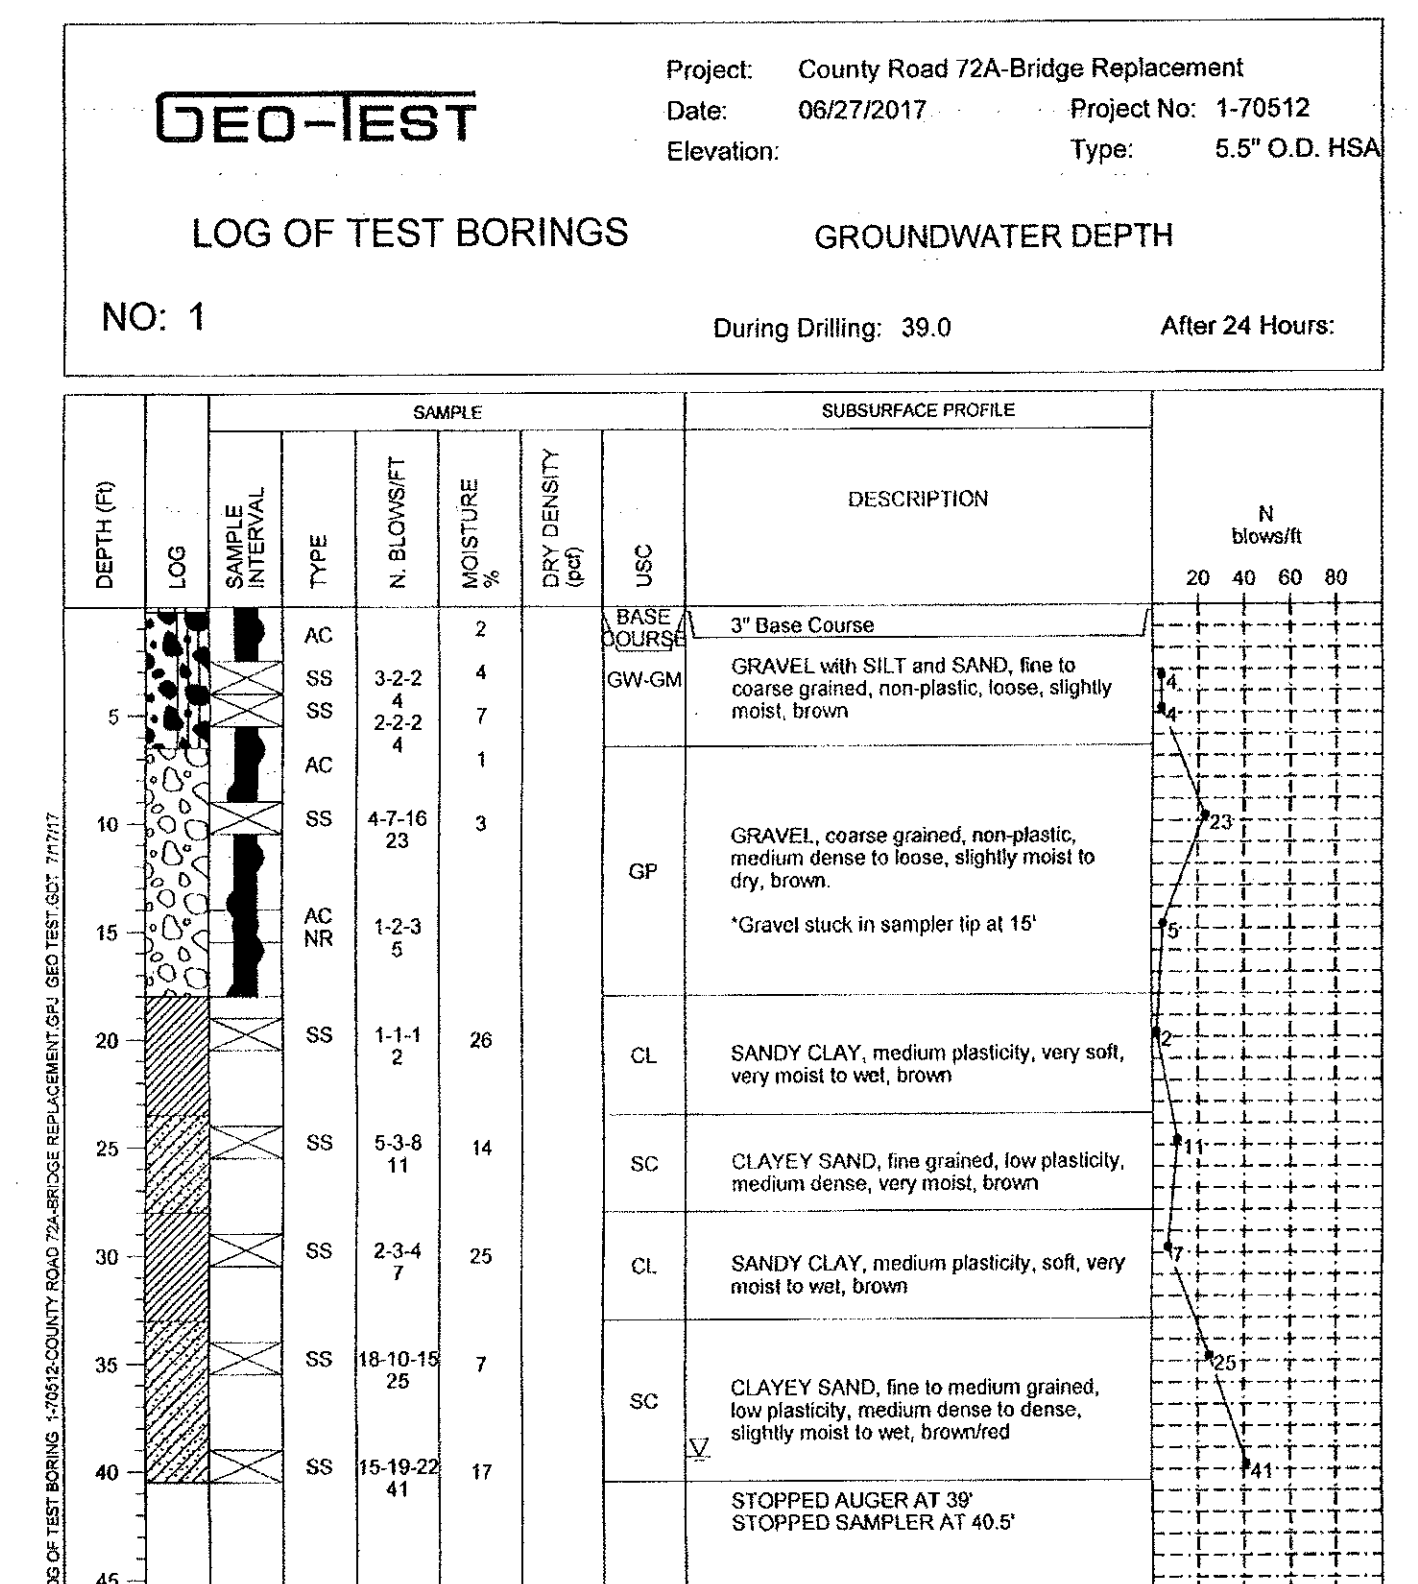 GEO-TEST
Project: County Road 72A-Bridge Replacement
Date: 06/27/2017 Project No: 1-70512
Elevation: Type: 5.5" O.D. HSA
LOG OF TEST BORINGS
GROUNDWATER DEPTH
NO: 1
During Drilling: 39.0 After 24 Hours:
SAMPLE
SUBSURFACE PROFILE
DEPTH (Ft)
LOG
SAMPLE
INTERVAL
TYPE
N. BLOWS/FT
MOISTURE
%
DRY DENSITY
(pcf)
USC
DESCRIPTION
N
blows/ft
20 40 60 80
BASE
COURSE
3" Base Course
AC 2
SS 3-2-2 4
4
GW-GM
GRAVEL with SILT and SAND, fine to
coarse grained, non-plastic, loose, slightly
moist, brown
4
5
SS 2-2-2 7
4
4
AC 1
10
SS 4-7-16 3
23
23
GP
GRAVEL, coarse grained, non-plastic,
medium dense to loose, slightly moist to
dry, brown.
*Gravel stuck in sampler tip at 15'
15
AC
NR
1-2-3
5
5
20
SS 1-1-1 26
2
CL
SANDY CLAY, medium plasticity, very soft,
very moist to wet, brown
2
25
SS 5-3-8 14
11
SC
CLAYEY SAND, fine grained, low plasticity,
medium dense, very moist, brown
11
30
SS 2-3-4 25
7
CL
SANDY CLAY, medium plasticity, soft, very
moist to wet, brown
7
35
SS 18-10-15 7
25
25
SC
CLAYEY SAND, fine to medium grained,
low plasticity, medium dense to dense,
slightly moist to wet, brown/red
40
SS 15-19-22 17
41
41
STOPPED AUGER AT 39'
STOPPED SAMPLER AT 40.5'
45
OG OF TEST BORING 1-70512-COUNTY ROAD 72A-BRIDGE REPLACEMENT.GPJ GEO TEST.GDT 7/17/17